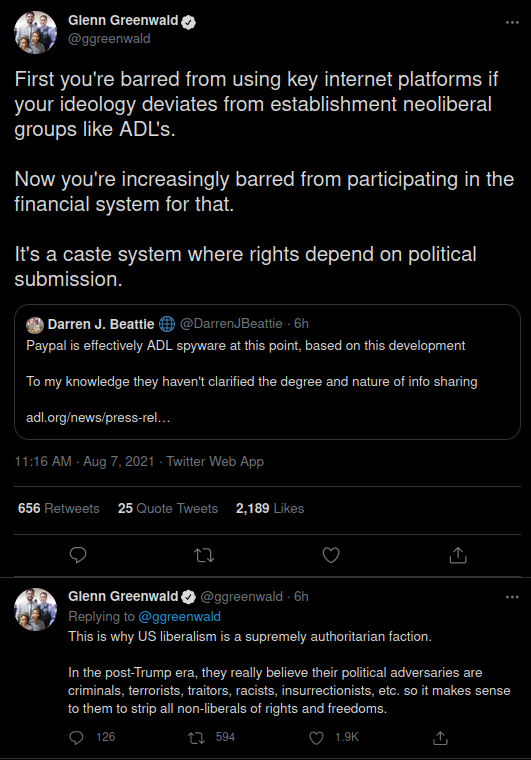 Glenn Greenwald
@ggreenwald
First you're barred from using key internet platforms if
your ideology deviates from establishment neoliberal
groups like ADL's.
Now you're increasingly barred from participating in the
financial system for that.
It's a caste system where rights depend on political
submission.
Darren J. Beattie @DarrenJBeattie · 6h
Paypal is effectively ADL spyware at this point, based on this development
To my knowledge they haven't clarified the degree and nature of info sharing
adl.org/news/press-rel…
11:16 AM · Aug 7, 2021 · Twitter Web App
656 Retweets 25 Quote Tweets 2,189 Likes
Glenn Greenwald @ggreenwald · 6h
Replying to @ggreenwald
This is why US liberalism is a supremely authoritarian faction.
In the post-Trump era, they really believe their political adversaries are
criminals, terrorists, traitors, racists, insurrectionists, etc. so it makes sense
to them to strip all non-liberals of rights and freedoms.
126 594 1.9K